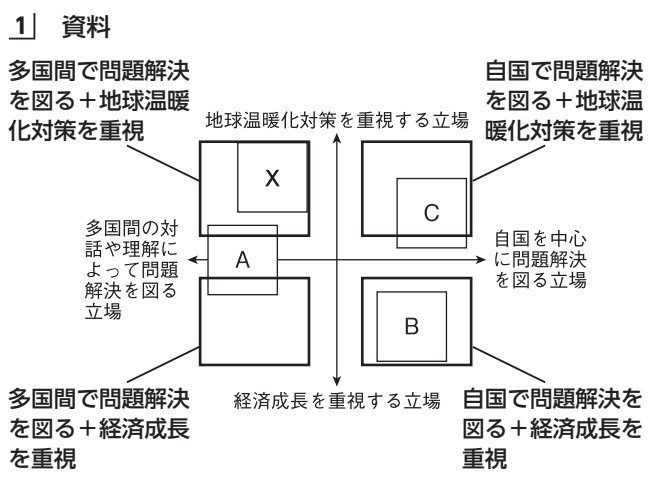 1 資料
多国間で問題解決
を図る＋地球温暖
化対策を重視
自国で問題解決
を図る＋地球温
暖化対策を重視
地球温暖化対策を重視する立場
X
C
多国間の対
話や理解に
よって問題
解決を図る
立場
A
自国を中心
に問題解決
を図る立場
B
経済成長を重視する立場
多国間で問題解決
を図る＋経済成長
を重視
自国で問題解決を
図る＋経済成長を
重視